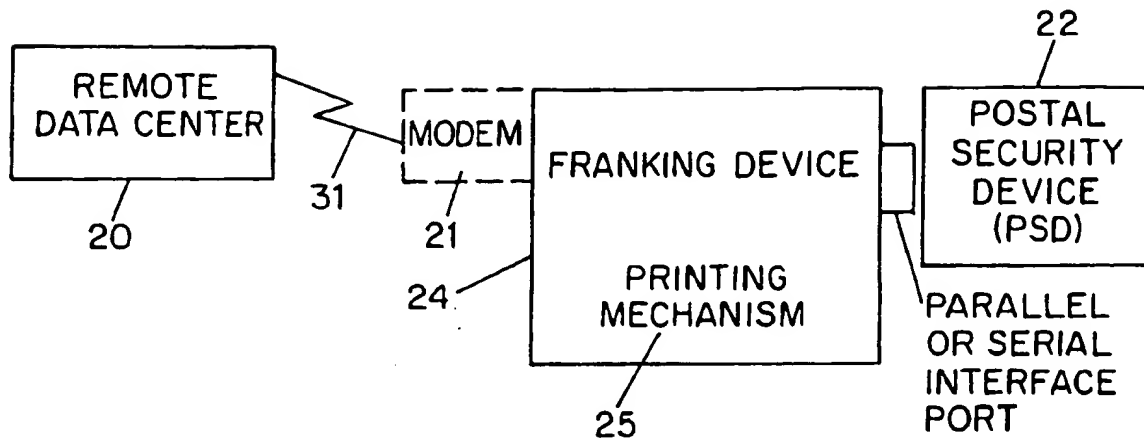 REMOTE
DATA CENTER
20
31
MODEM
21
FRANKING DEVICE
24
PRINTING
MECHANISM
25
22
POSTAL
SECURITY
DEVICE
(PSD)
PARALLEL
OR SERIAL
INTERFACE
PORT